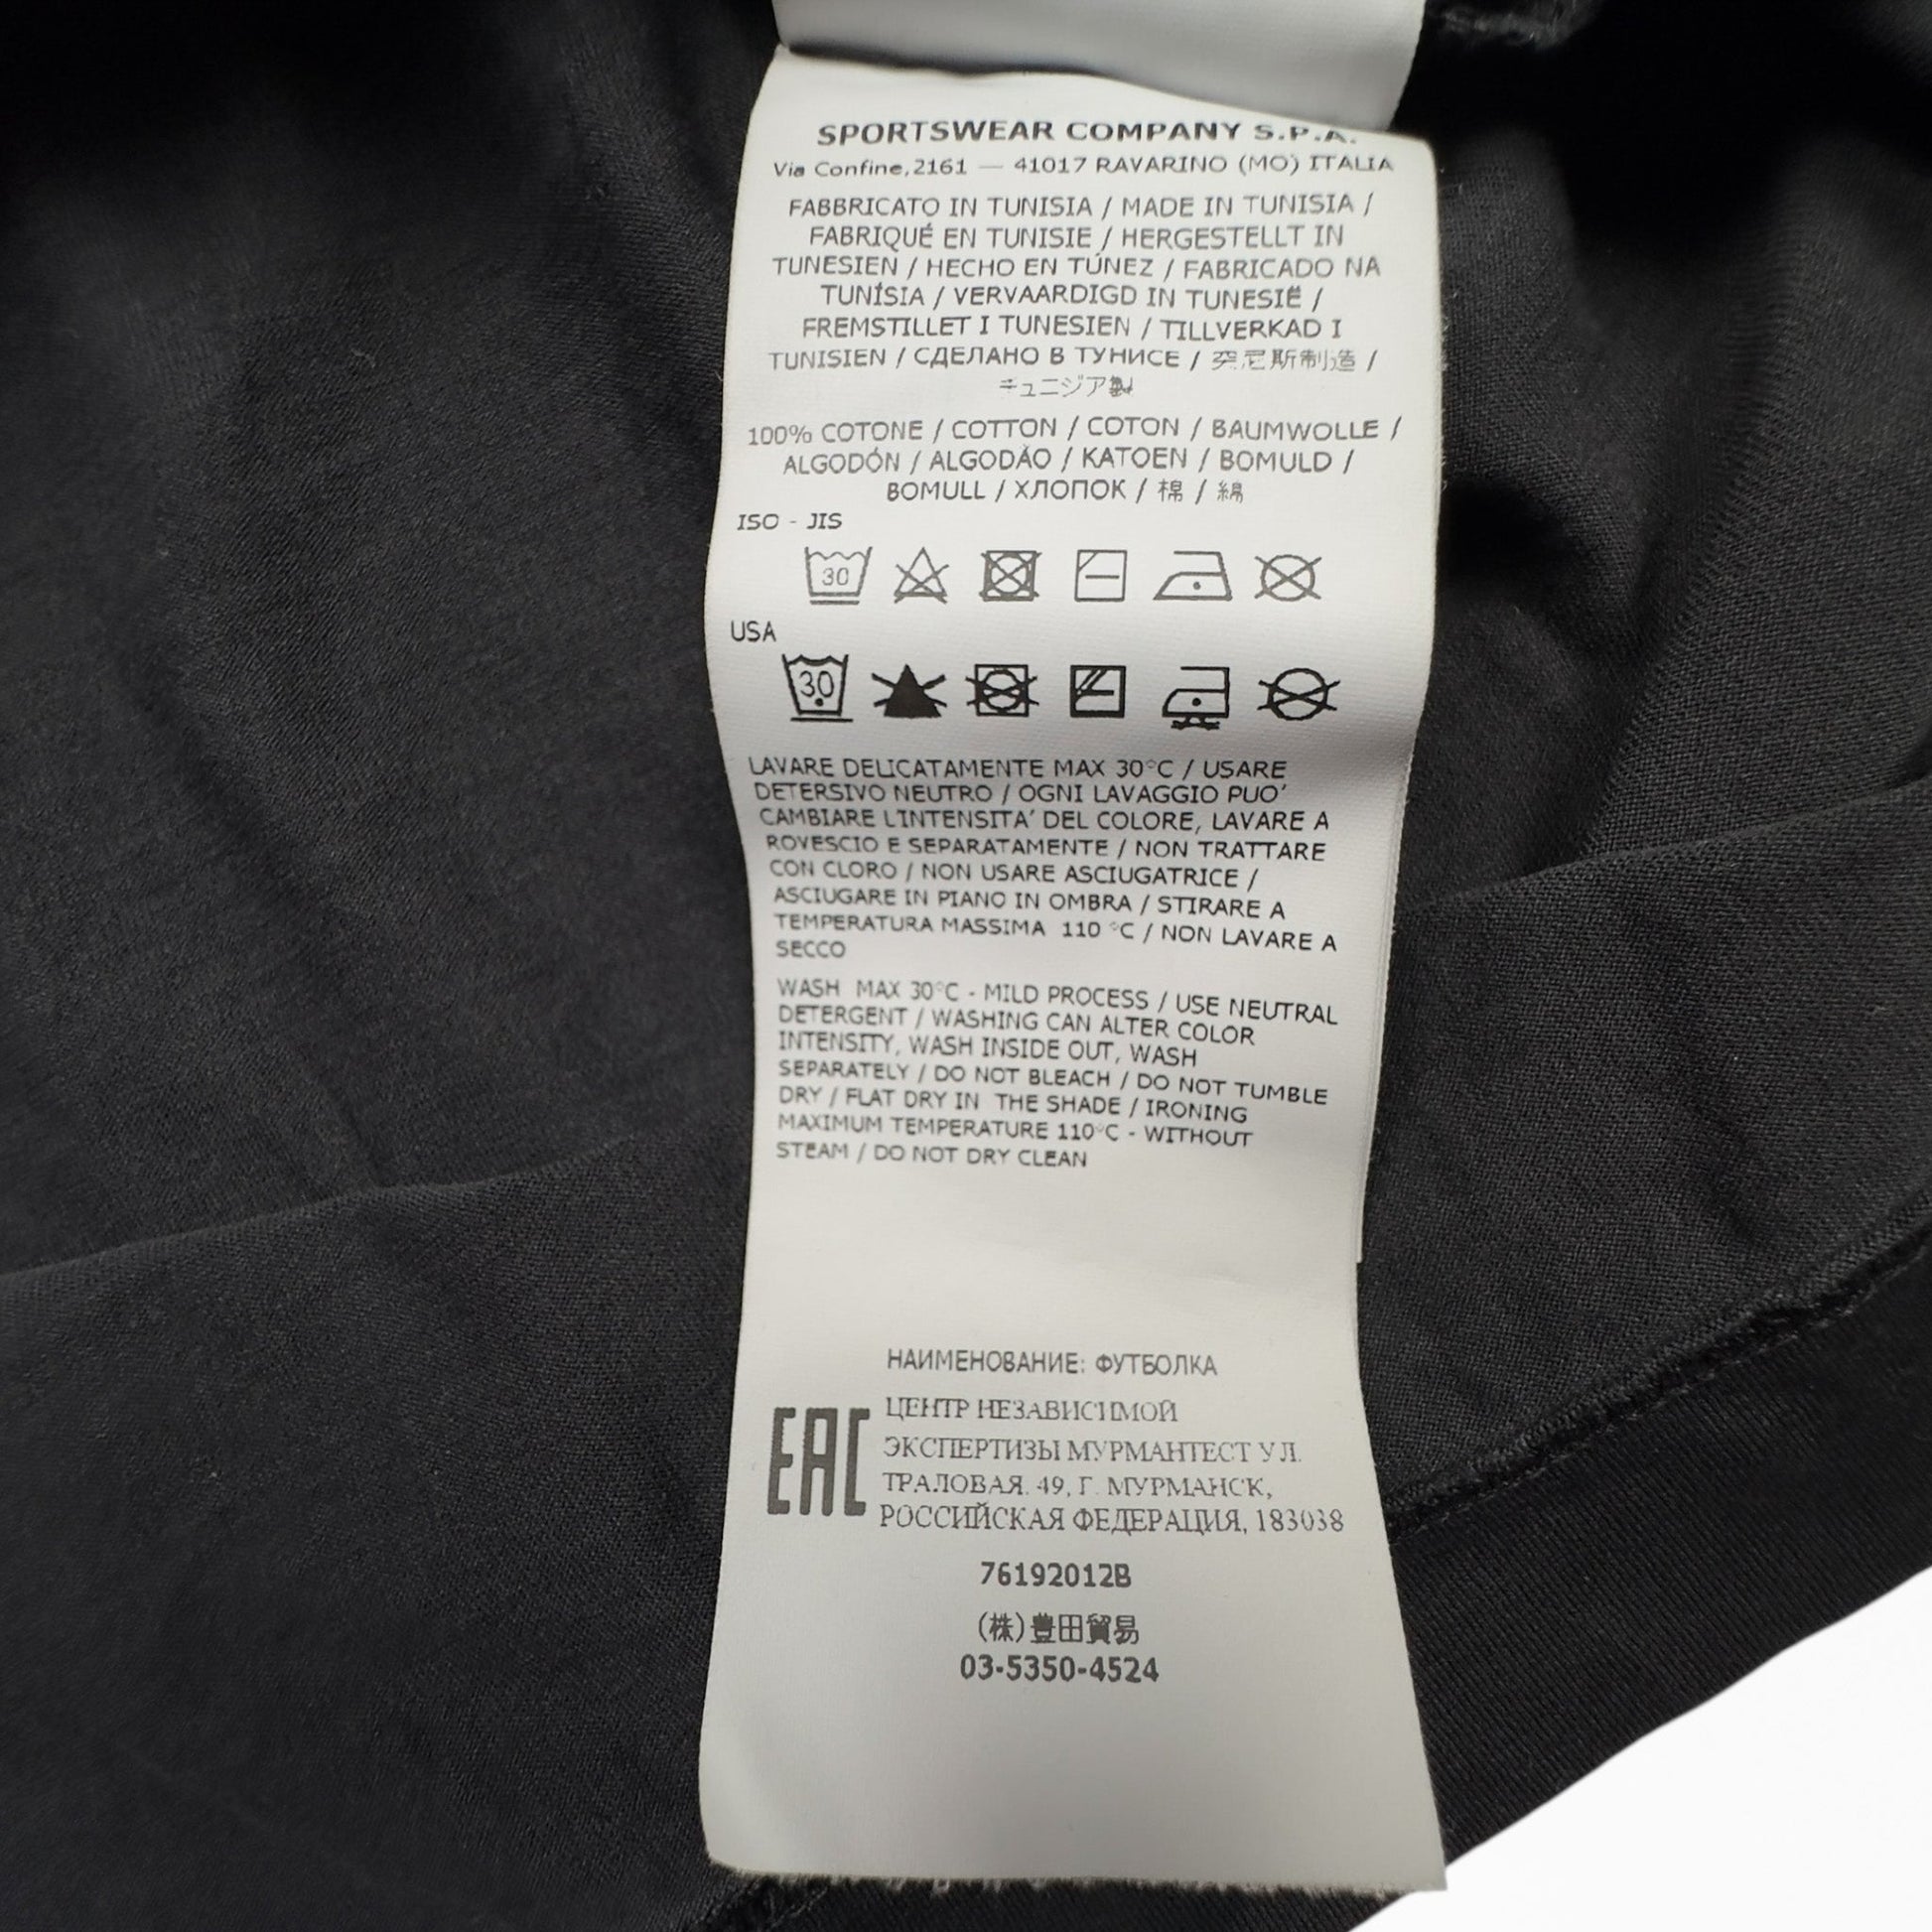 SPORTSWEAR COMPANY S.P.A.
Via Confine,2161 — 41017 RAVARINO (MO) ITALIA
FABBRICATO IN TUNISIA / MADE IN TUNISIA /
FABRIQUÉ EN TUNISIE / HERGESTELLT IN
TUNESIEN / HECHO EN TÚNEZ / FABRICADO NA
TUNÍSIA / VERVAARDIGD IN TUNESIË /
FREMSTILLET I TUNESIEN / TILLVERKAD I
TUNISIEN / СДЕЛАНО В ТУНИСЕ / 突尼斯制造 /
チュニジア製
100% COTONE / COTTON / COTON / BAUMWOLLE /
ALGODÓN / ALGODÃO / KATOEN / BOMULD /
BOMULL / ХЛОПОК / 棉 / 綿
ISO - JIS
30
USA
30
LAVARE DELICATAMENTE MAX 30°C / USARE
DETERSIVO NEUTRO / OGNI LAVAGGIO PUO'
CAMBIARE L'INTENSITA' DEL COLORE, LAVARE A
ROVESCIO E SEPARATAMENTE / NON TRATTARE
CON CLORO / NON USARE ASCIUGATRICE /
ASCIUGARE IN PIANO IN OMBRA / STIRARE A
TEMPERATURA MASSIMA 110 °C / NON LAVARE A
SECCO
WASH MAX 30°C - MILD PROCESS / USE NEUTRAL
DETERGENT / WASHING CAN ALTER COLOR
INTENSITY, WASH INSIDE OUT, WASH
SEPARATELY / DO NOT BLEACH / DO NOT TUMBLE
DRY / FLAT DRY IN THE SHADE / IRONING
MAXIMUM TEMPERATURE 110°C - WITHOUT
STEAM / DO NOT DRY CLEAN
НАИМЕНОВАНИЕ: ФУТБОЛКА
EAC
ЦЕНТР НЕЗАВИСИМОЙ
ЭКСПЕРТИЗЫ МУРМАНТЕСТ УЛ.
ТРАЛОВАЯ. 49, Г. МУРМАНСК,
РОССИЙСКАЯ ФЕДЕРАЦИЯ, 183038
76192012B
(株)豊田貿易
03-5350-4524